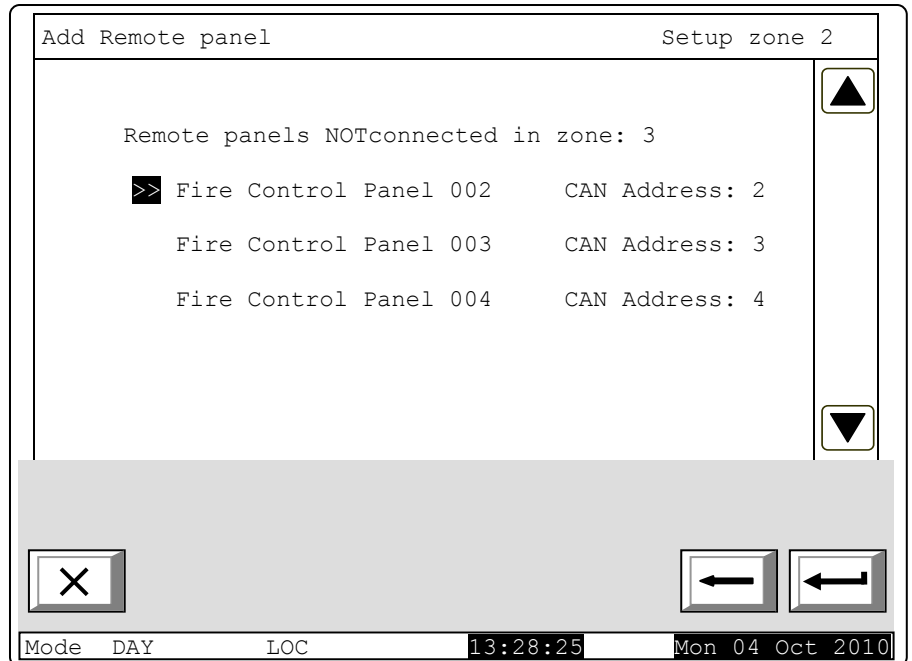 Add Remote panel Setup zone 2
Remote panels NOTconnected in zone: 3
>> Fire Control Panel 002 CAN Address: 2
Fire Control Panel 003 CAN Address: 3
Fire Control Panel 004 CAN Address: 4
Mode DAY LOC 13:28:25 Mon 04 Oct 2010